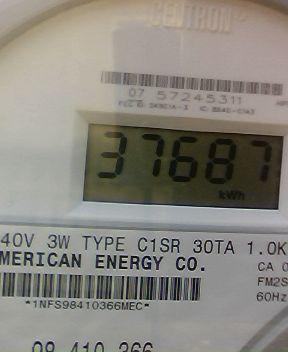 CENTRON®
07 57245311
37687
kWh
40V 3W TYPE C1SR 30TA 1.0K
MERICAN ENERGY CO.
CA 0
FM2S
*1NFS98410366MEC*
60Hz
09 410 366